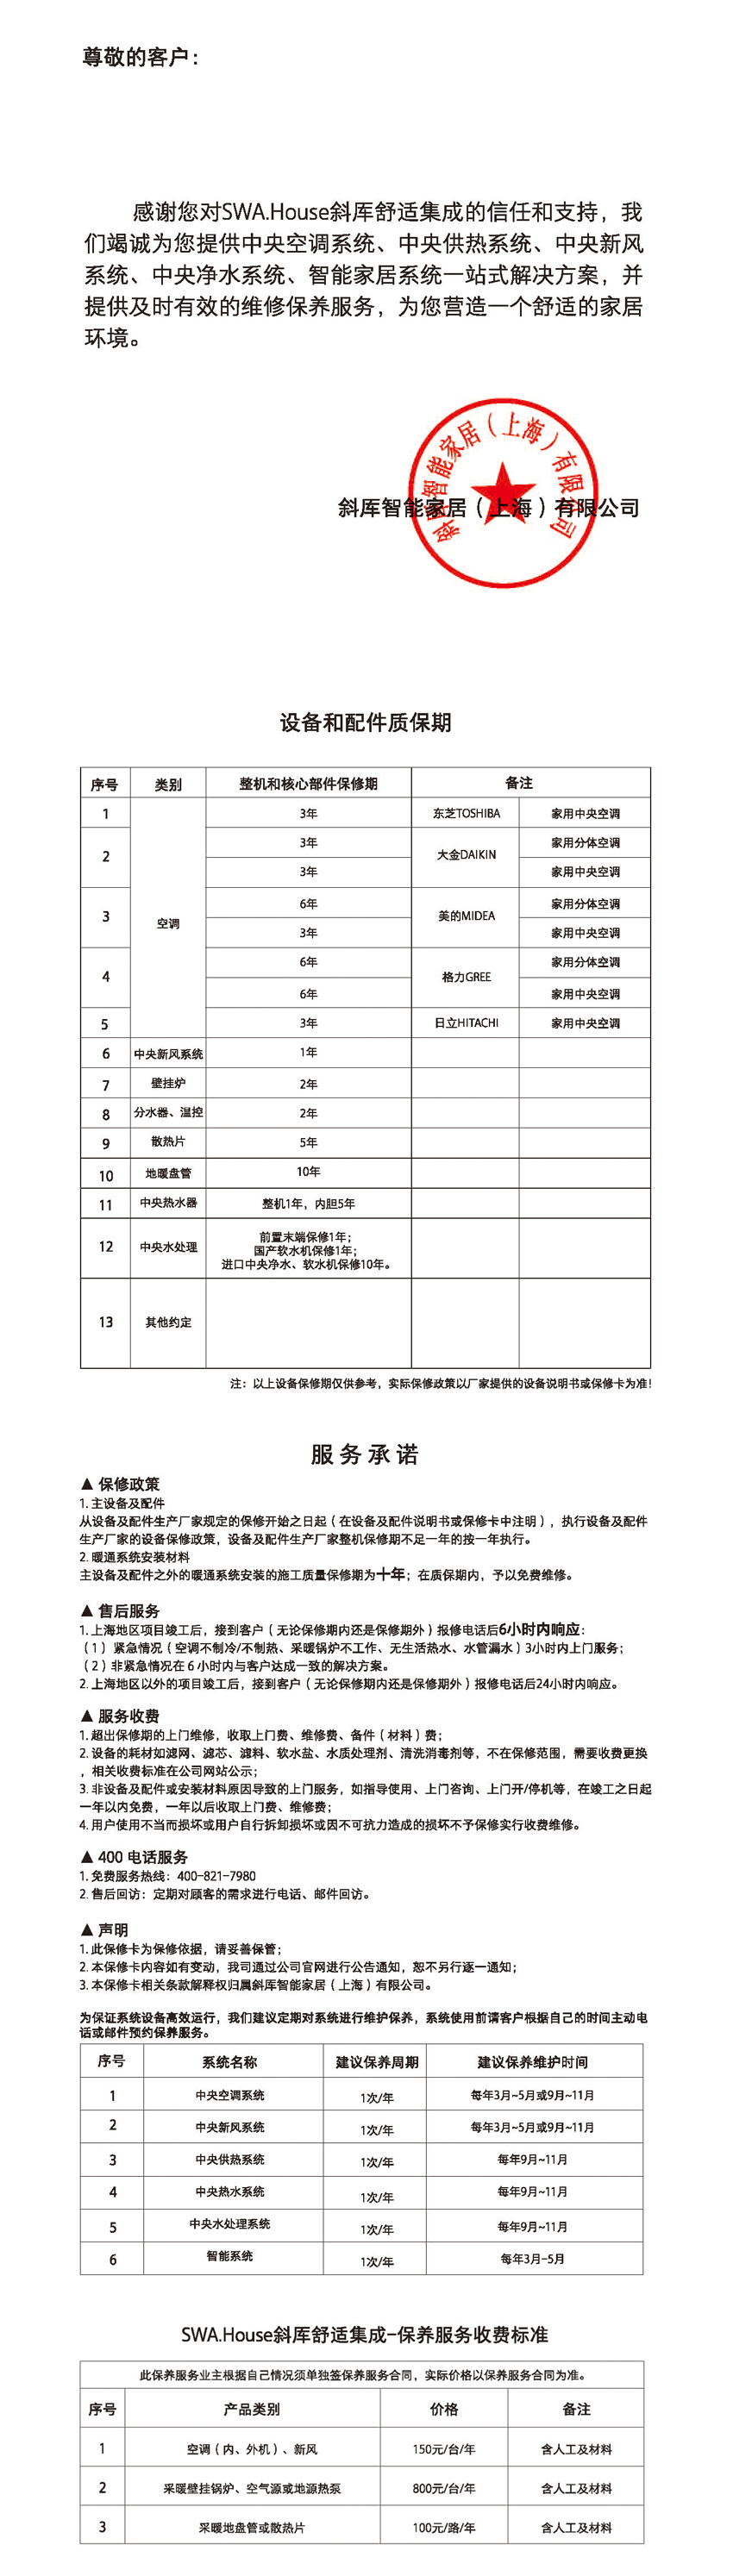 尊敬的客户：
感谢您对SWA.House斜厍舒适集成的信任和支持，我
们竭诚为您提供中央空调系统、中央供热系统、中央新风
系统、中央净水系统、智能家居系统一站式解决方案，并
提供及时有效的维修保养服务，为您营造一个舒适的家居
环境。
斜厍智能家居（上海）有限公司
斜厍智能家居（上海）有限公司
设备和配件质保期
序号 类别 整机和核心部件保修期 备注
1 空调 3年 东芝TOSHIBA 家用中央空调
2 3年 大金DAIKIN 家用分体空调
3年 家用中央空调
3 6年 美的MIDEA 家用分体空调
3年 家用中央空调
4 6年 格力GREE 家用分体空调
6年 家用中央空调
5 3年 日立HITACHI 家用中央空调
6 中央新风系统 1年
7 壁挂炉 2年
8 分水器、温控 2年
9 散热片 5年
10 地暖盘管 10年
11 中央热水器 整机1年，内胆5年
12 中央水处理 前置末端保修1年；
国产软水机保修1年；
进口中央净水、软水机保修10年。
13 其他约定
注：以上设备保修期仅供参考，实际保修政策以厂家提供的设备说明书或保修卡为准！
服务承诺
▲ 保修政策
1. 主设备及配件
从设备及配件生产厂家规定的保修开始之日起（在设备及配件说明书或保修卡中注明），执行设备及配件
生产厂家的设备保修政策，设备及配件生产厂家整机保修期不足一年的按一年执行。
2. 暖通系统安装材料
主设备及配件之外的暖通系统安装的施工质量保修期为十年；在质保期内，予以免费维修。
▲ 售后服务
1. 上海地区项目竣工后，接到客户（无论保修期内还是保修期外）报修电话后6小时内响应：
（1）紧急情况（空调不制冷/不制热、采暖锅炉不工作、无生活热水、水管漏水）3小时内上门服务；
（2）非紧急情况在 6 小时内与客户达成一致的解决方案。
2. 上海地区以外的项目竣工后，接到客户（无论保修期内还是保修期外）报修电话后24小时内响应。
▲ 服务收费
1. 超出保修期的上门维修，收取上门费、维修费、备件（材料）费；
2. 设备的耗材如滤网、滤芯、滤料、软水盐、水质处理剂、清洗消毒剂等，不在保修范围，需要收费更换
，相关收费标准在公司网站公示；
3. 非设备及配件或安装材料原因导致的上门服务，如指导使用、上门咨询、上门开/停机等，在竣工之日起
一年以内免费，一年以后收取上门费、维修费；
4. 用户使用不当而损坏或用户自行拆卸损坏或因不可抗力造成的损坏不予保修实行收费维修。
▲ 400 电话服务
1. 免费服务热线：400-821-7980
2. 售后回访：定期对顾客的需求进行电话、邮件回访。
▲ 声明
1. 此保修卡为保修依据，请妥善保管；
2. 本保修卡内容如有变动，我司通过公司官网进行公告通知，恕不另行逐一通知；
3. 本保修卡相关条款解释权归属斜厍智能家居（上海）有限公司。
为保证系统设备高效运行，我们建议定期对系统进行维护保养，系统使用前请客户根据自己的时间主动电
话或邮件预约保养服务。
序号 系统名称 建议保养周期 建议保养维护时间
1 中央空调系统 1次/年 每年3月~5月或9月~11月
2 中央新风系统 1次/年 每年3月~5月或9月~11月
3 中央供热系统 1次/年 每年9月~11月
4 中央热水系统 1次/年 每年9月~11月
5 中央水处理系统 1次/年 每年9月~11月
6 智能系统 1次/年 每年3月-5月
SWA.House斜厍舒适集成-保养服务收费标准
此保养服务业主根据自己情况须单独签保养服务合同，实际价格以保养服务合同为准。
序号 产品类别 价格 备注
1 空调（内、外机）、新风 150元/台/年 含人工及材料
2 采暖壁挂锅炉、空气源或地源热泵 800元/台/年 含人工及材料
3 采暖地盘管或散热片 100元/路/年 含人工及材料